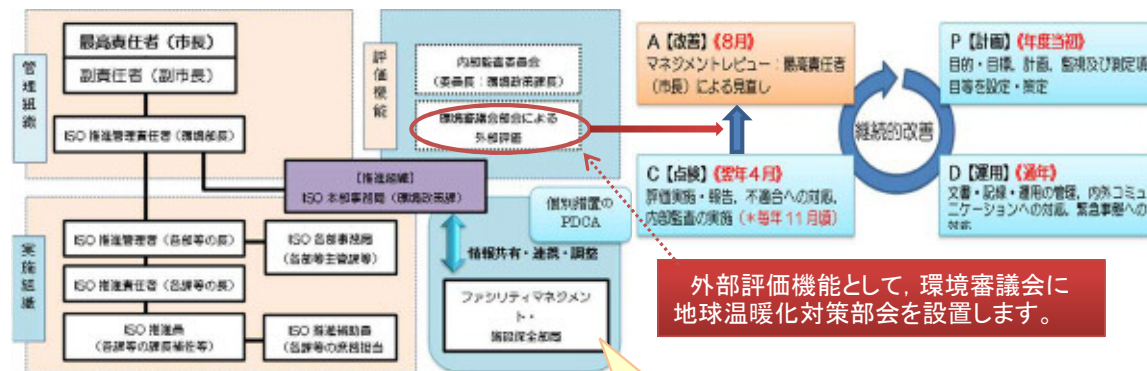 管理組織
最高責任者（市長）
副責任者（副市長）
ISO 推進管理責任者（環境部長）
評価機能
内部監査委員会
（委員長：環境政策課長）
環境審議会部会による
外部評価
【推進組織】
ISO 本部事務局（環境政策課）
実施組織
ISO 推進管理者（各部等の長）
ISO 各部事務局
（各部等主管課等）
ISO 推進責任者（各課等の長）
ISO 推進員
（各課等の課長補佐等）
ISO 推進補助員
（各課等の庶務担当
個別措置の
PDCA
情報共有・連携・調整
ファシリティマネジメン
ト・
施設保全部局
A【改善】《8月》
マネジメントレビュー：最高責任者
（市長）による見直し
P【計画】《年度当初》
目的・目標、計画、監視及び測定項
目等を設定・策定
継続的改善
C【点検】《翌年4月》
評価実施・報告、不適合への対応、
内部監査の実施（＊毎年11月頃）
D【運用】《通年》
文書・記録・運用の管理、内外コミュ
ニケーションへの対応、緊急事態への
対応
外部評価機能として，環境審議会に
地球温暖化対策部会を設置します。